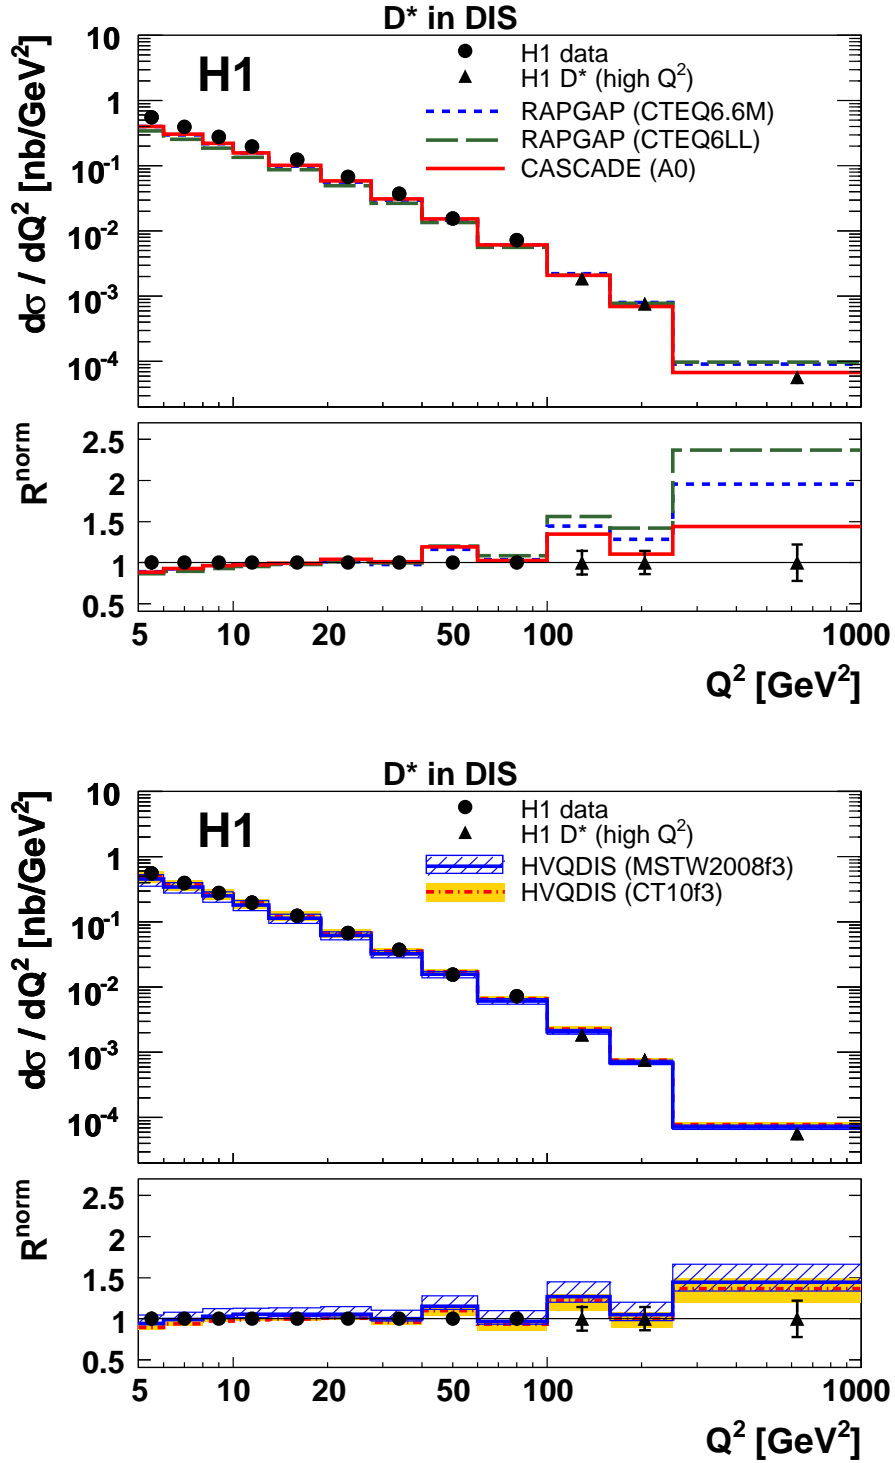 D* in DIS
dσ / dQ² [nb/GeV²]
10
1
10⁻¹
10⁻²
10⁻³
10⁻⁴
H1
H1 data
H1 D* (high Q²)
RAPGAP (CTEQ6.6M)
RAPGAP (CTEQ6LL)
CASCADE (A0)
R^norm
2.5
2
1.5
1
0.5
5 10 20 100 200 1000
Q² [GeV²]
D* in DIS
dσ / dQ² [nb/GeV²]
10
1
10⁻¹
10⁻²
10⁻³
10⁻⁴
H1
H1 data
H1 D* (high Q²)
HVQDIS (MSTW2008f3)
HVQDIS (CT10f3)
R^norm
2.5
2
1.5
1
0.5
5 10 20 100 200 1000
Q² [GeV²]